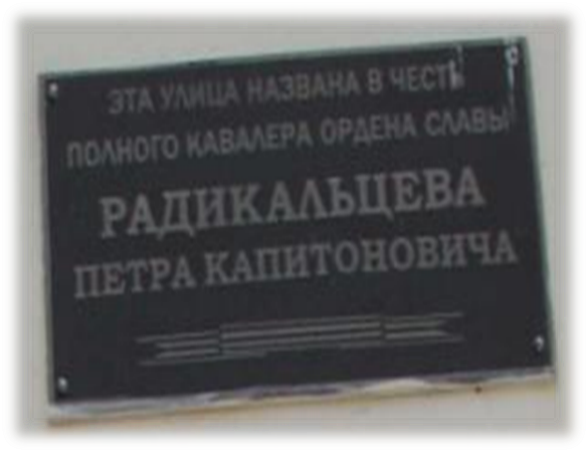 ЭТА УЛИЦА НАЗВАНА В ЧЕСТЬ
ПОЛНОГО КАВАЛЕРА ОРДЕНА СЛАВЫ
РАДИКАЛЬЦЕВА
ПЕТРА КАПИТОНОВИЧА